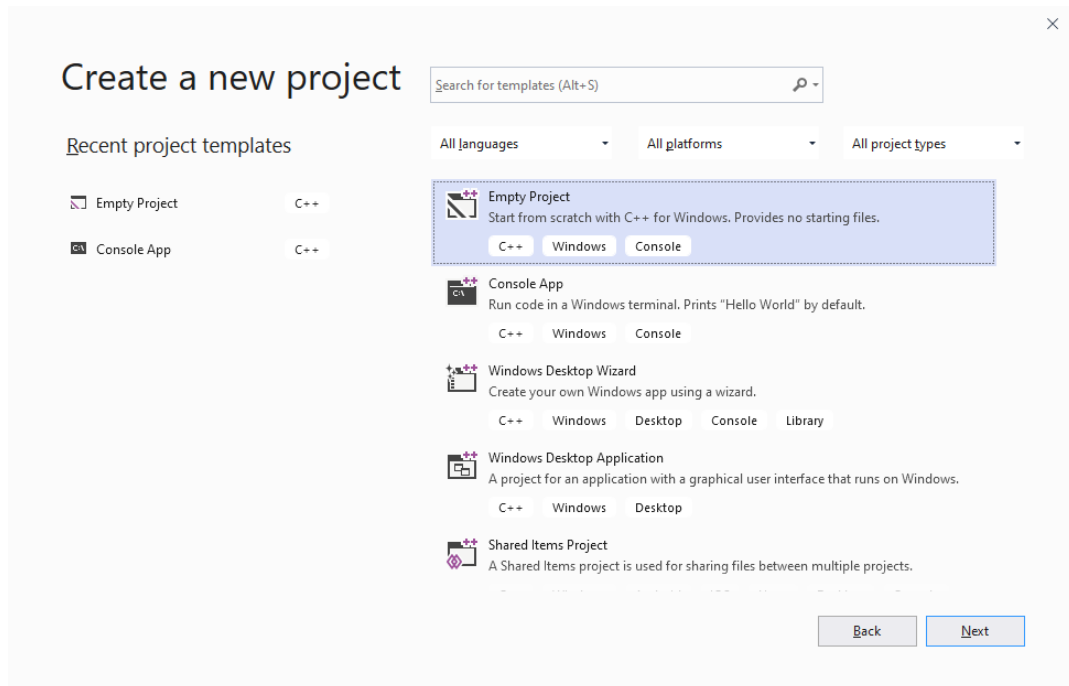 Create a new project
Search for templates (Alt+S)
Recent project templates
All languages
All platforms
All project types
Empty Project C++
Console App C++
Empty Project
Start from scratch with C++ for Windows. Provides no starting files.
C++ Windows Console
Console App
Run code in a Windows terminal. Prints "Hello World" by default.
C++ Windows Console
Windows Desktop Wizard
Create your own Windows app using a wizard.
C++ Windows Desktop Console Library
Windows Desktop Application
A project for an application with a graphical user interface that runs on Windows.
C++ Windows Desktop
Shared Items Project
A Shared Items project is used for sharing files between multiple projects.
Back
Next